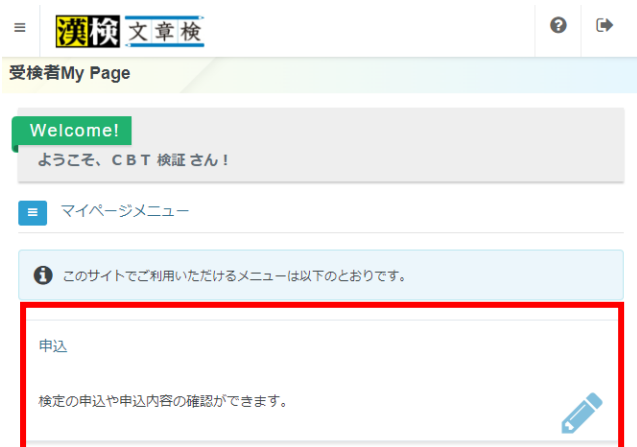 漢検 文章検
受検者My Page
Welcome!
ようこそ、ＣＢＴ 検証 さん！
マイページメニュー
このサイトでご利用いただけるメニューは以下のとおりです。
申込
検定の申込や申込内容の確認ができます。